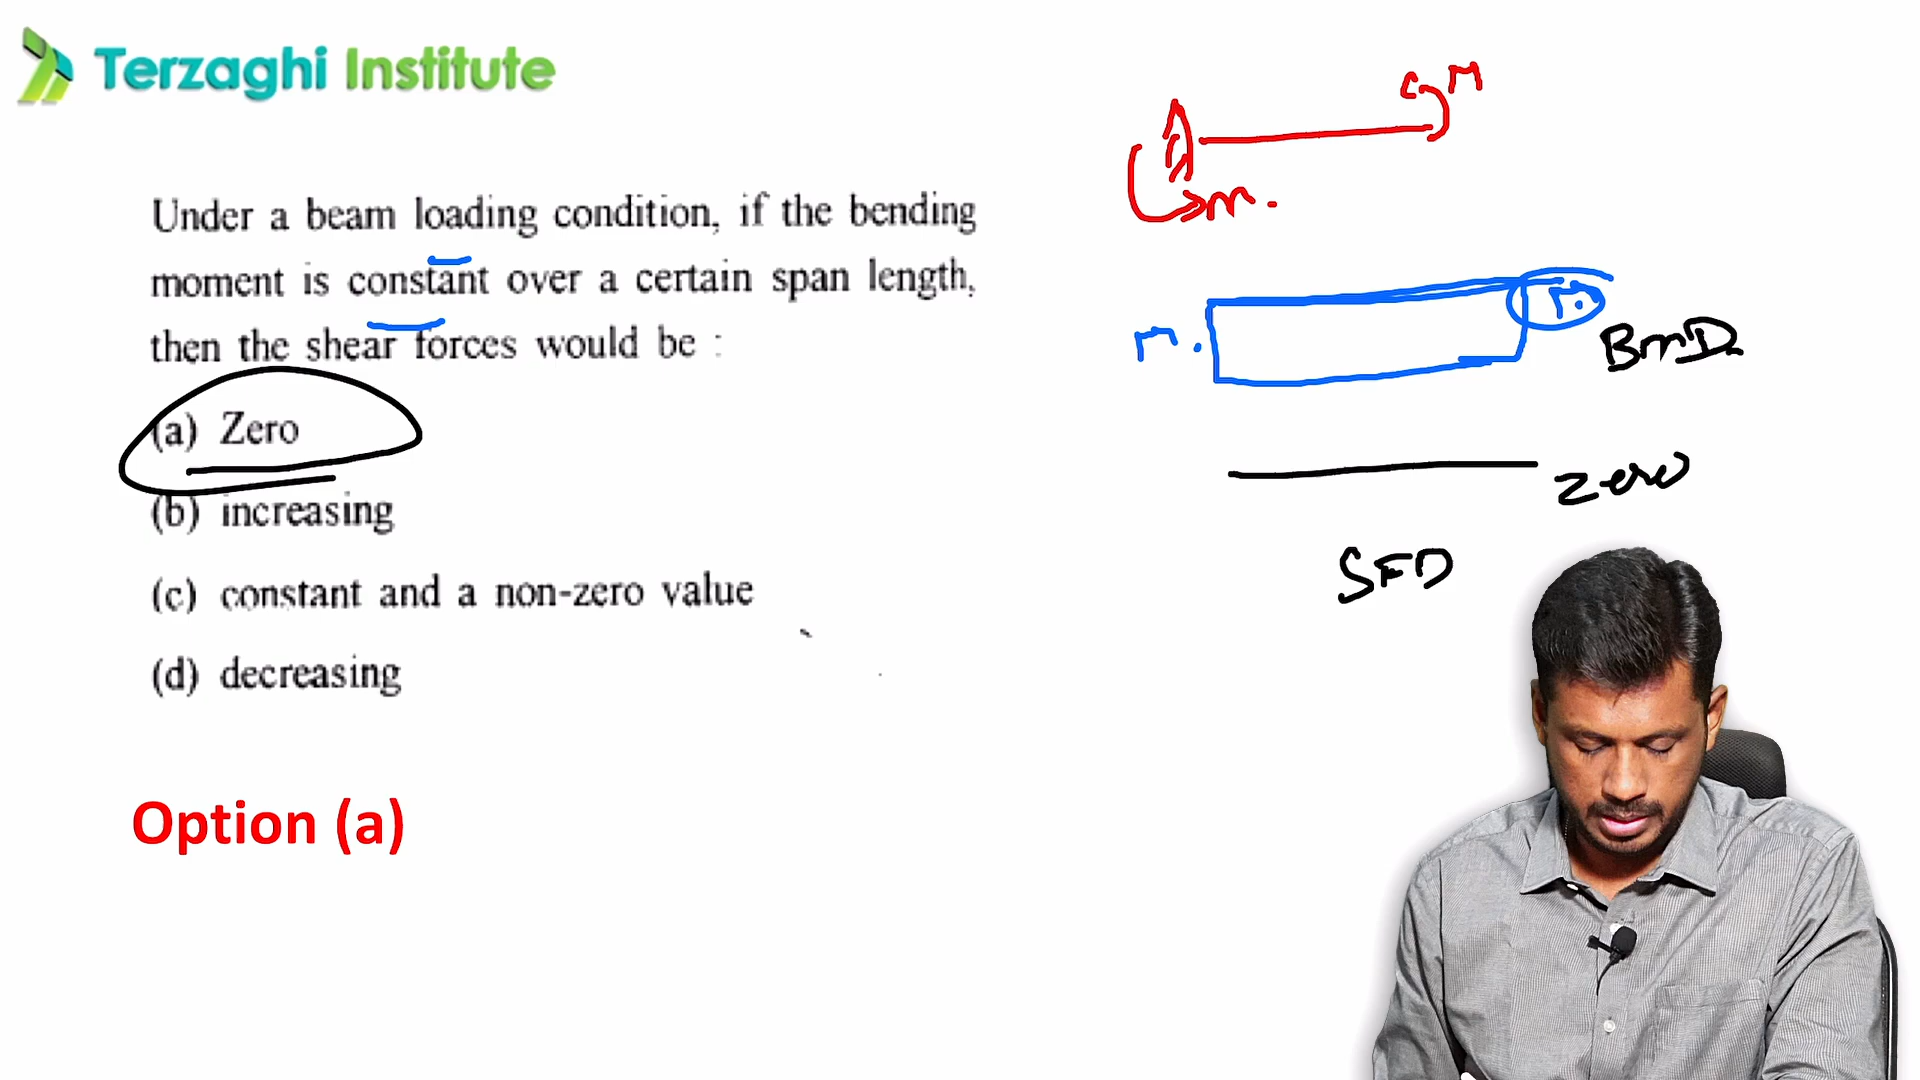 Terzaghi Institute
Under a beam loading condition, if the bending
moment is constant over a certain span length,
then the shear forces would be :
(a) Zero
(b) increasing
(c) constant and a non-zero value
(d) decreasing
Option (a)
M
m.
M.
M.
BMD.
Zero
SFD